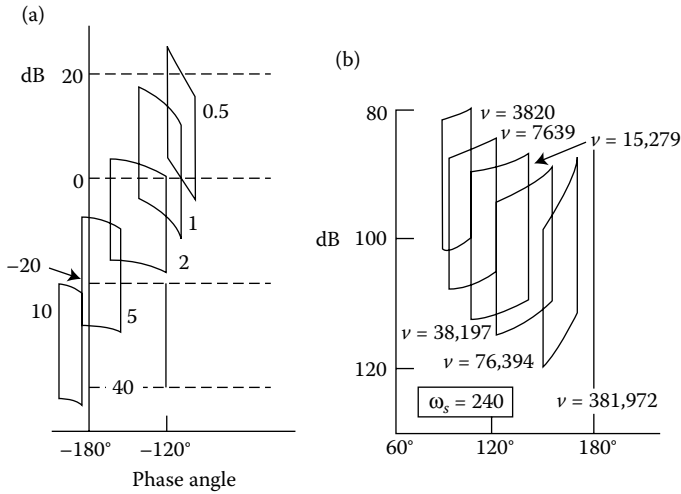 (a)
dB
20
0.5
0
1
2
−20
10
5
40
−180°
−120°
Phase angle
(b)
80
ν = 3820
ν = 7639
ν = 15,279
dB
100
ν = 38,197
ν = 76,394
120
ω_s = 240
ν = 381,972
60°
120°
180°